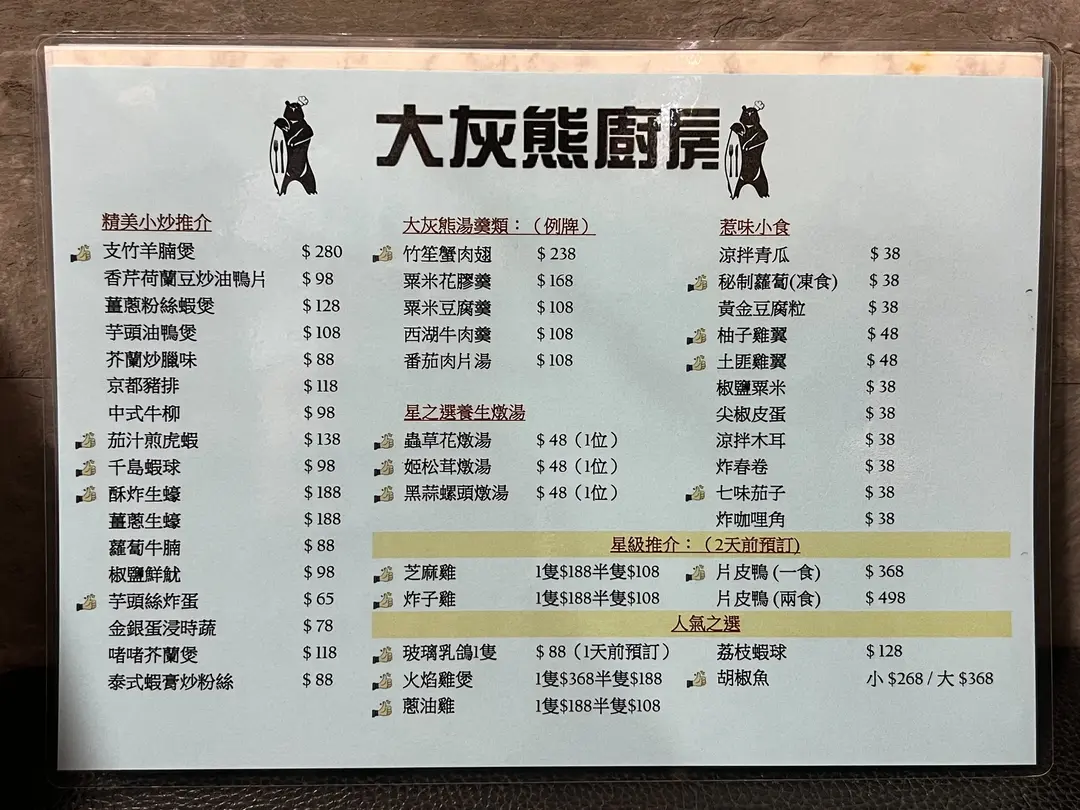 大灰熊廚房
精美小炒推介
支竹羊腩煲 $280
香芹荷蘭豆炒油鴨片 $98
薑蔥粉絲蝦煲 $128
芋頭油鴨煲 $108
芥蘭炒臘味 $88
京都豬排 $118
中式牛柳 $98
茄汁煎虎蝦 $138
千島蝦球 $98
酥炸生蠔 $188
薑蔥生蠔 $188
蘿蔔牛腩 $88
椒鹽鮮魷 $98
芋頭絲炸蛋 $65
金銀蛋浸時蔬 $78
啫啫芥蘭煲 $118
泰式蝦膏炒粉絲 $88
大灰熊湯羹類：（例牌）
竹笙蟹肉翅 $238
粟米花膠羹 $168
粟米豆腐羹 $108
西湖牛肉羹 $108
番茄肉片湯 $108
星之選養生燉湯
蟲草花燉湯 $48（1位）
姬松茸燉湯 $48（1位）
黑蒜螺頭燉湯 $48（1位）
惹味小食
涼拌青瓜 $38
秘制蘿蔔(凍食) $38
黃金豆腐粒 $38
柚子雞翼 $48
土匪雞翼 $48
椒鹽粟米 $38
尖椒皮蛋 $38
涼拌木耳 $38
炸春卷 $38
七味茄子 $38
炸咖哩角 $38
星級推介：（2天前預訂)
芝麻雞 1隻$188半隻$108
炸子雞 1隻$188半隻$108
片皮鴨 (一食) $368
片皮鴨 (兩食) $498
人氣之選
玻璃乳鴿1隻 $88（1天前預訂）
火焰雞煲 1隻$368半隻$188
蔥油雞 1隻$188半隻$108
荔枝蝦球 $128
胡椒魚 小 $268 / 大 $368